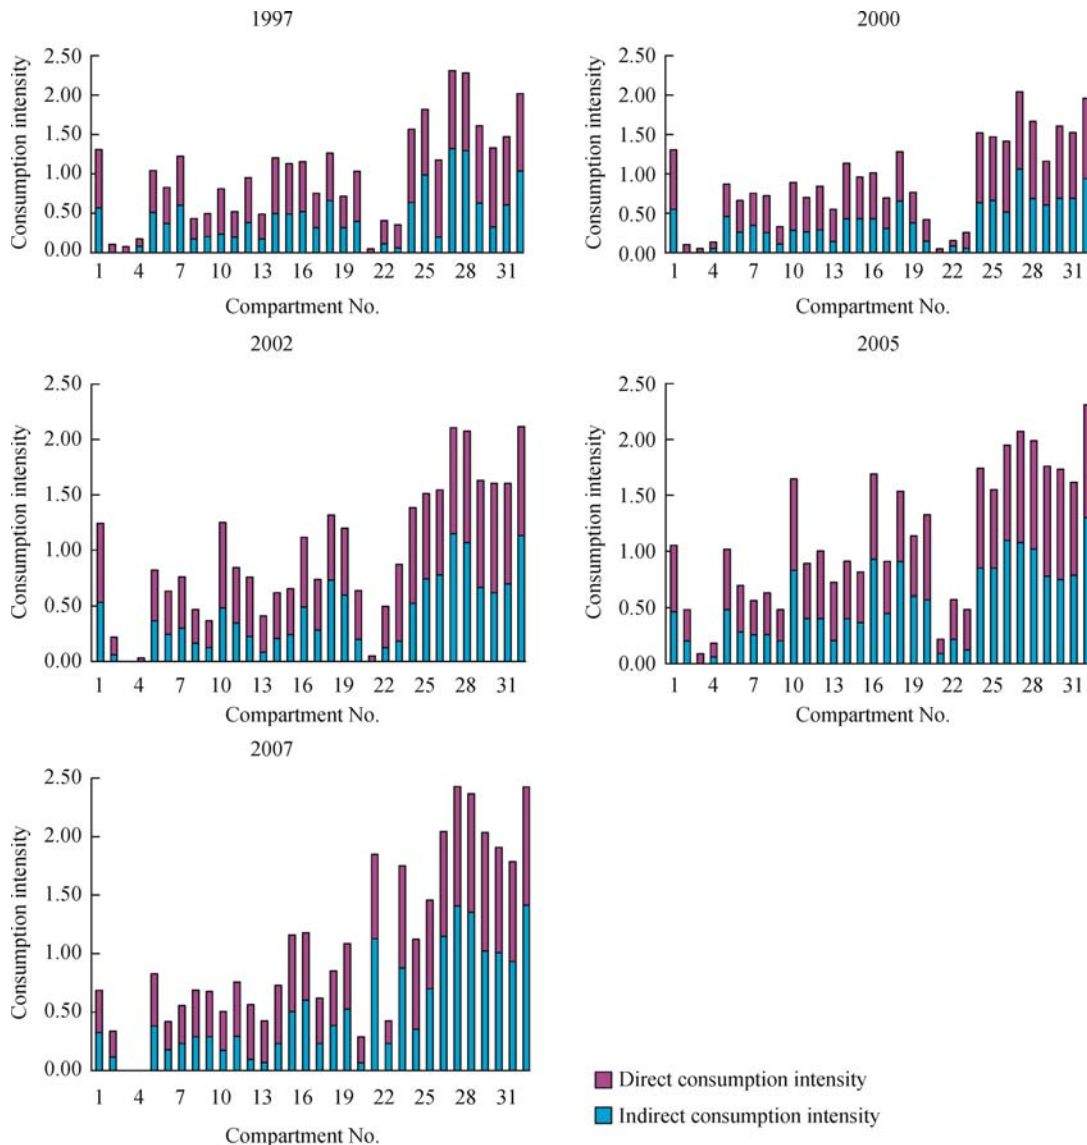 1997
Consumption intensity
2.50
2.00
1.50
1.00
0.50
0.00
1 4 7 10 13 16 19 22 25 28 31
Compartment No.
2000
Consumption intensity
2.50
2.00
1.50
1.00
0.50
0.00
1 4 7 10 13 16 19 22 25 28 31
Compartment No.
2002
Consumption intensity
2.50
2.00
1.50
1.00
0.50
0.00
1 4 7 10 13 16 19 22 25 28 31
Compartment No.
2005
Consumption intensity
2.50
2.00
1.50
1.00
0.50
0.00
1 4 7 10 13 16 19 22 25 28 31
Compartment No.
2007
Consumption intensity
2.50
2.00
1.50
1.00
0.50
0.00
1 4 7 10 13 16 19 22 25 28 31
Compartment No.
Direct consumption intensity
Indirect consumption intensity